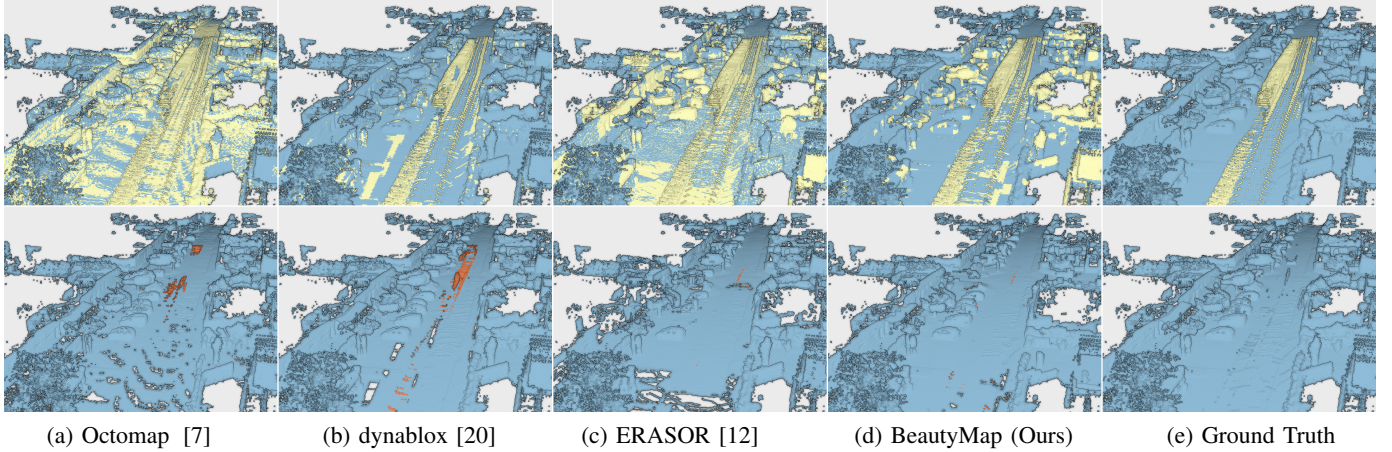 (a) Octomap [7]
(b) dynablox [20]
(c) ERASOR [12]
(d) BeautyMap (Ours)
(e) Ground Truth